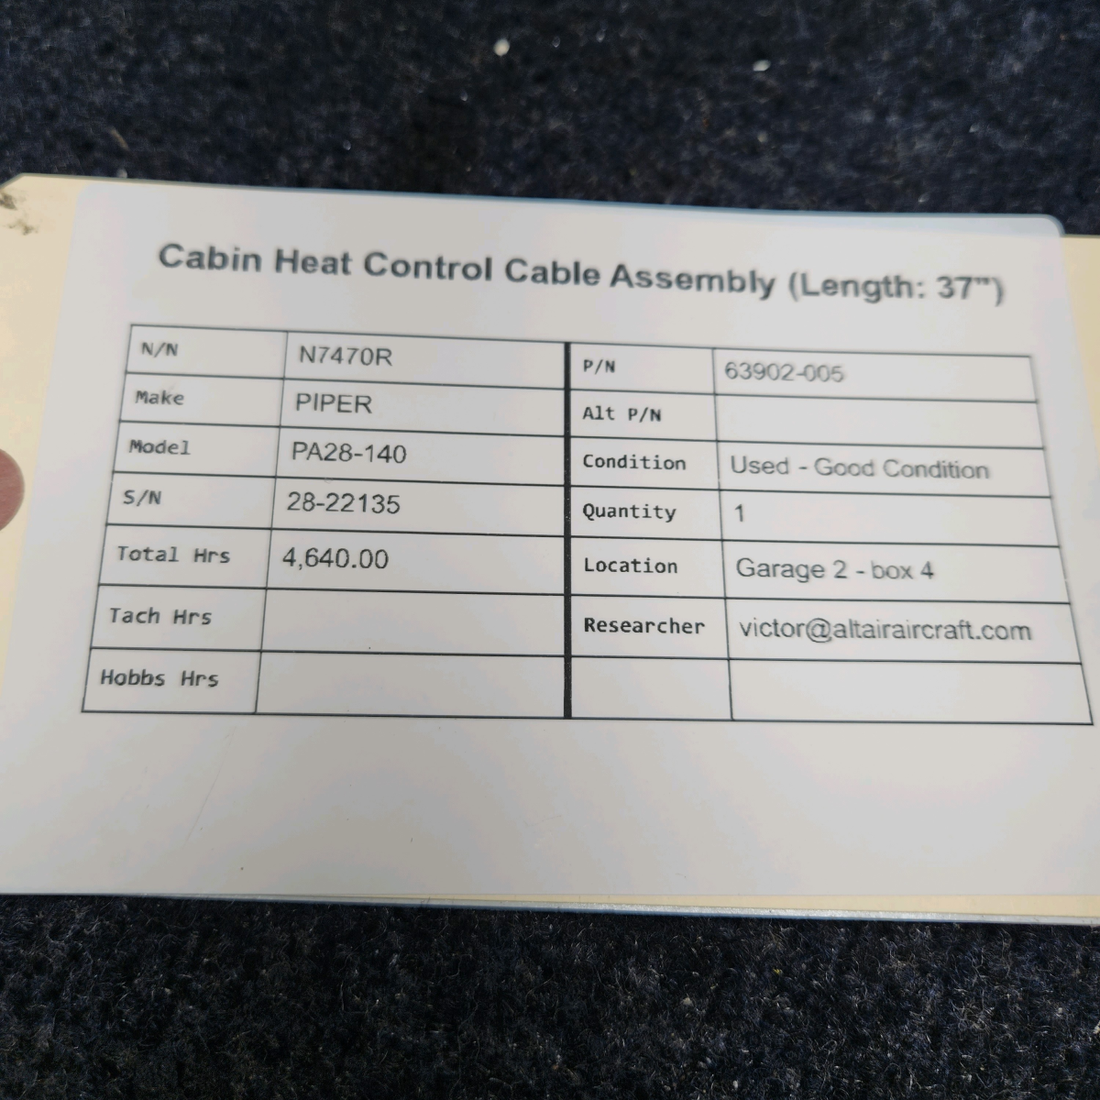 Cabin Heat Control Cable Assembly (Length: 37")
N/N N7470R P/N 63902-005
Make PIPER Alt P/N
Model PA28-140 Condition Used - Good Condition
S/N 28-22135 Quantity 1
Total Hrs 4,640.00 Location Garage 2 - box 4
Tach Hrs Researcher victor@altairaircraft.com
Hobbs Hrs